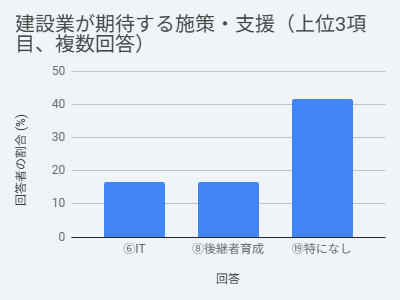 建設業が期待する施策・支援（上位3項
目、複数回答）
回答者の割合 (%)
50
40
30
20
10
0
⑥IT
⑧後継者育成
⑲特になし
回答